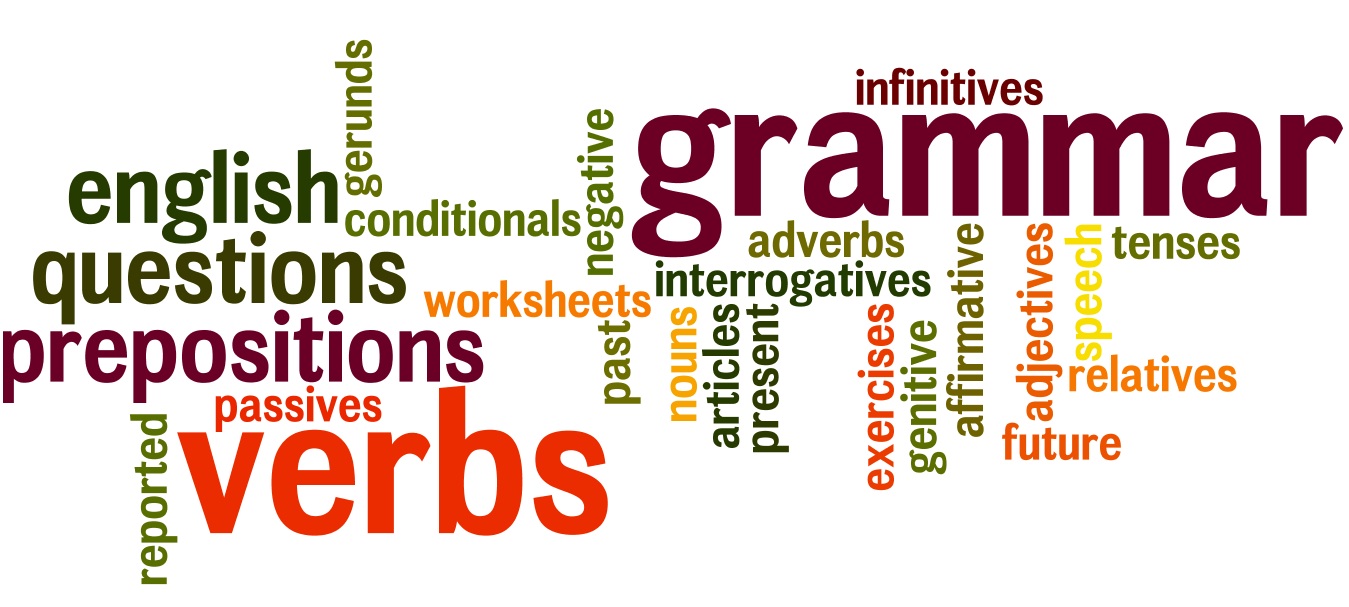 gerunds
infinitives
grammar
negative
english
conditionals
adverbs
affirmative
adjectives
speech
tenses
questions
interrogatives
worksheets
prepositions
past
nouns
articles
present
exercises
genitive
relatives
passives
verbs
reported
future